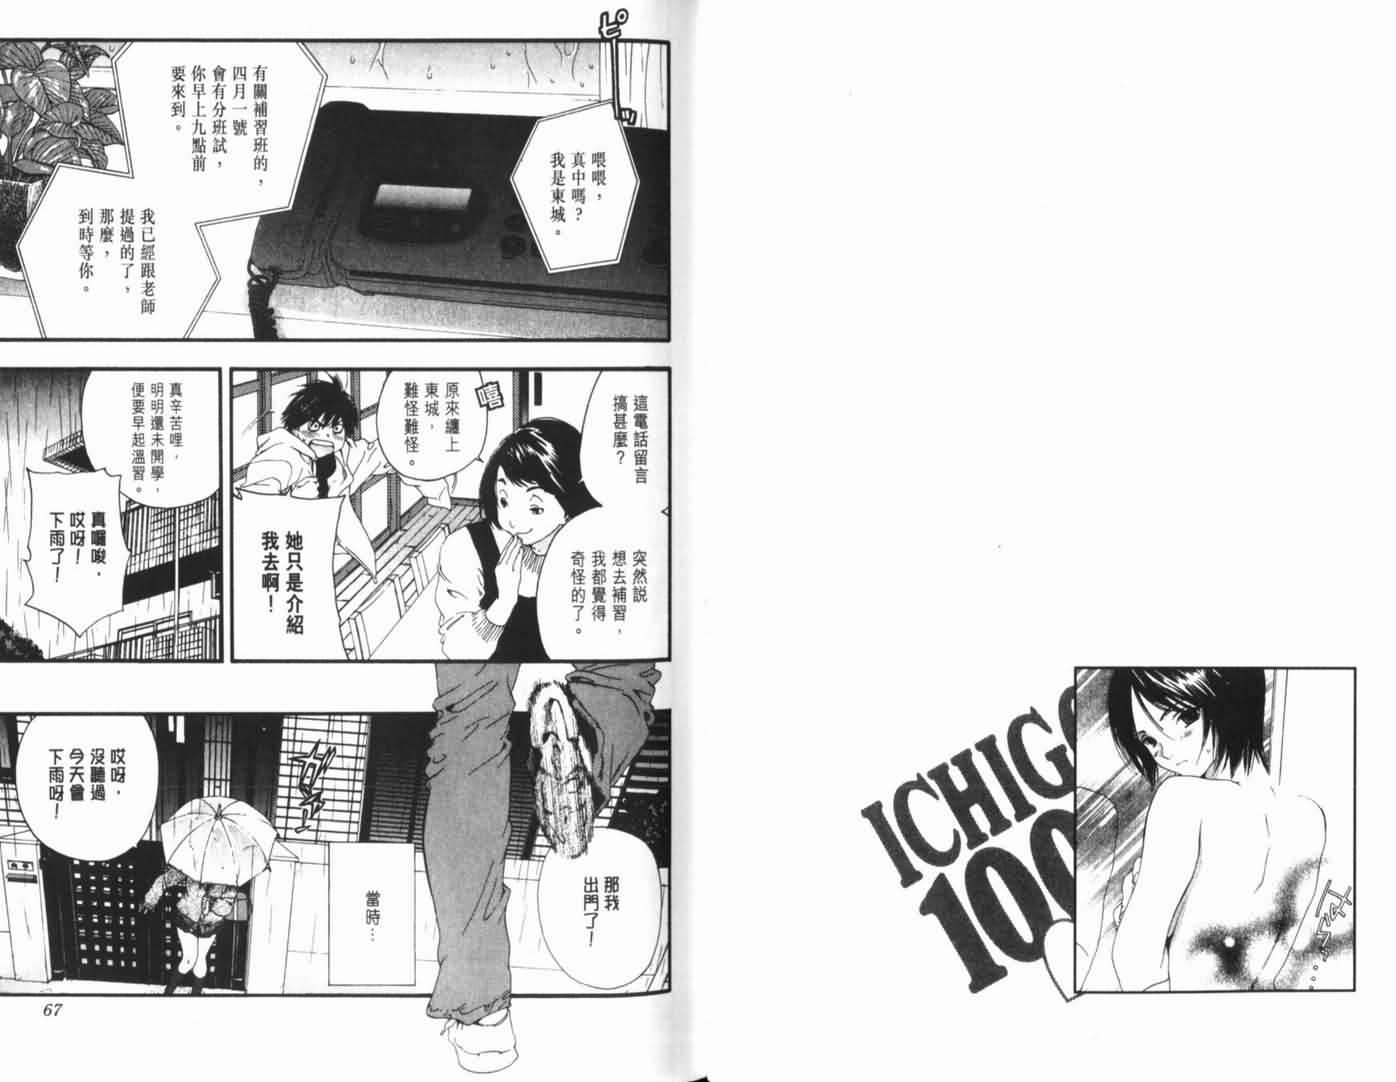 ICHIGO
100
ピーッ
喂喂，
真中嗎？
我是東城。
有關補習班的，
四月一號
會有分班試，
你早上九點前
要來到。
我已經跟老師
提過的了，
那麼，
到時等你。
這電話留言
搞甚麼？
突然說
想去補習，
我都覺得
奇怪的了。
嘻
原來纏上
東城，
難怪難怪。
她只是介紹
我去啊！
真辛苦哩，
明明還未開學，
便要早起溫習。
真囉唆，
哎呀！
下雨了！
那我
出門了！
當時…
哎呀，
沒聽過
今天會
下雨呀！
67